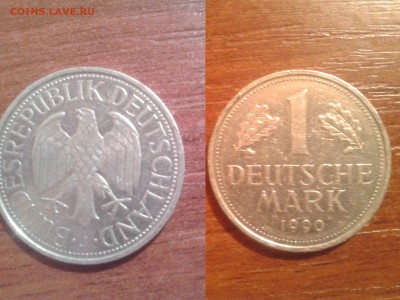 COINS.LAVE.RU
BUNDESREPUBLIK DEUTSCHLAND
J
1
DEUTSCHE
MARK
1990